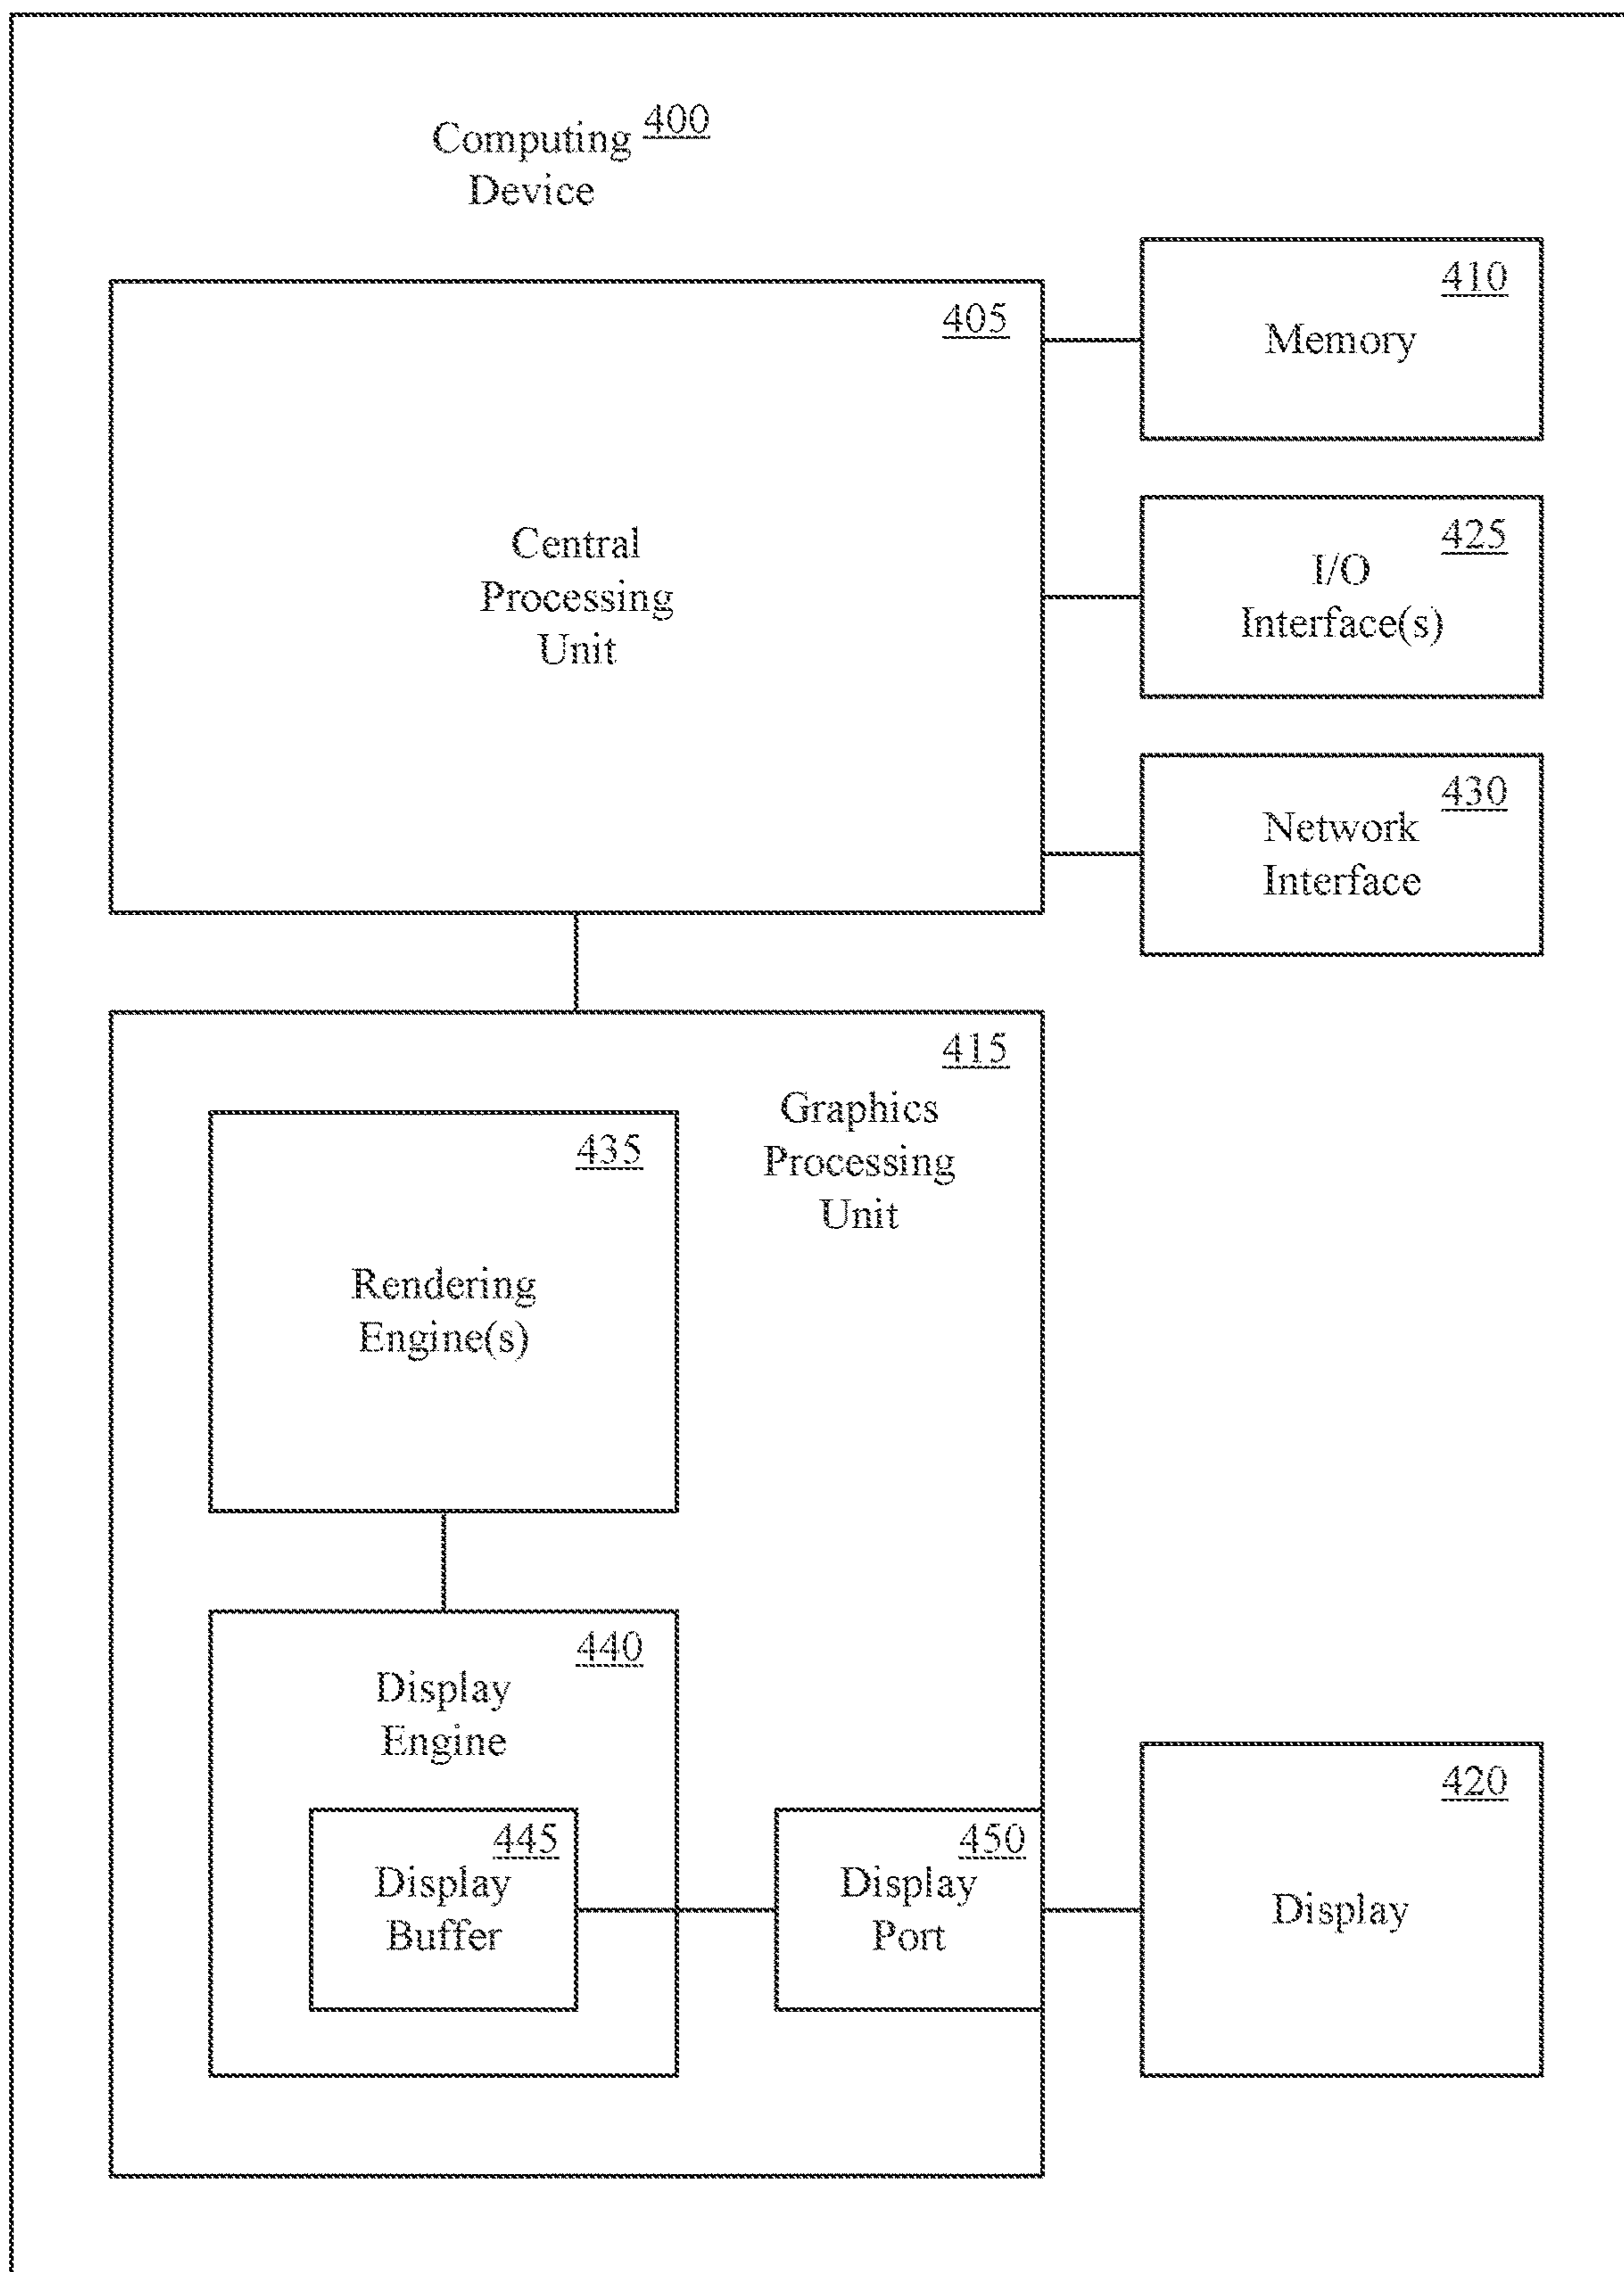 Computing 400
Device
405
Central
Processing
Unit
410
Memory
425
I/O
Interface(s)
430
Network
Interface
415
Graphics
Processing
Unit
435
Rendering
Engine(s)
440
Display
Engine
445
Display
Buffer
450
Display
Port
420
Display